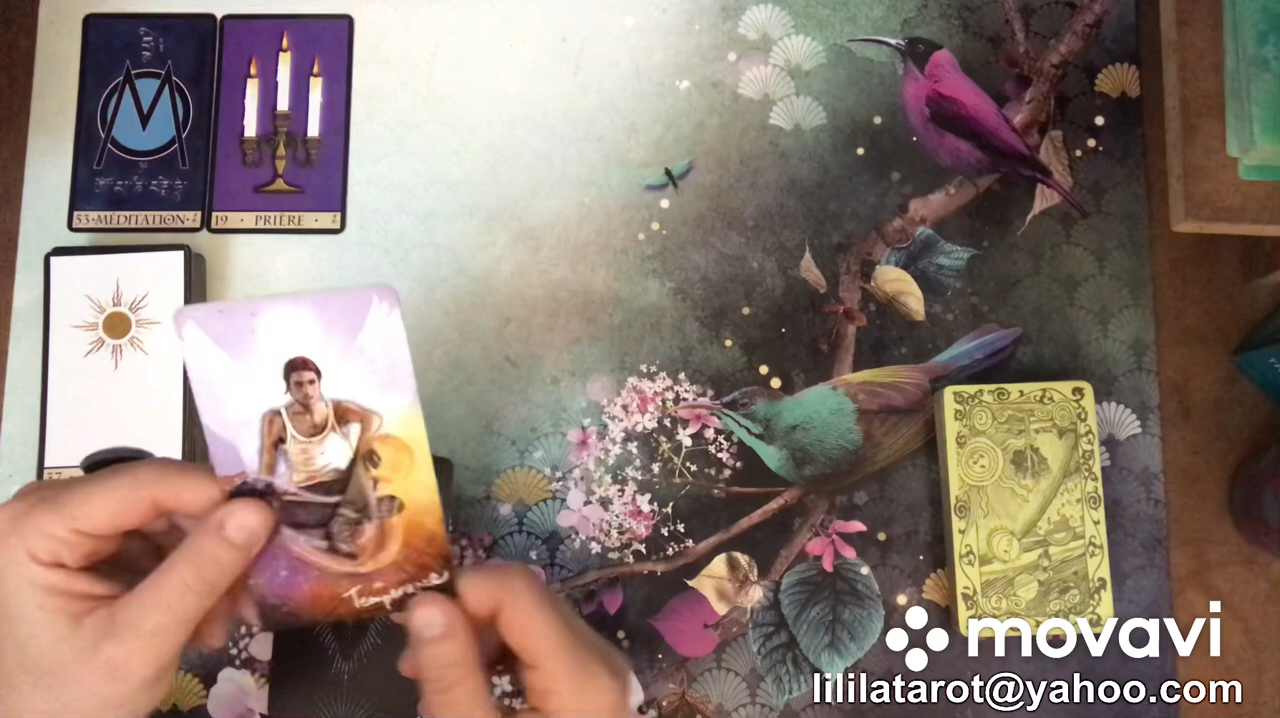 53·MÉDITATION·
19 · PRIÈRE ·
Temperance
movavi
lililatarot@yahoo.com